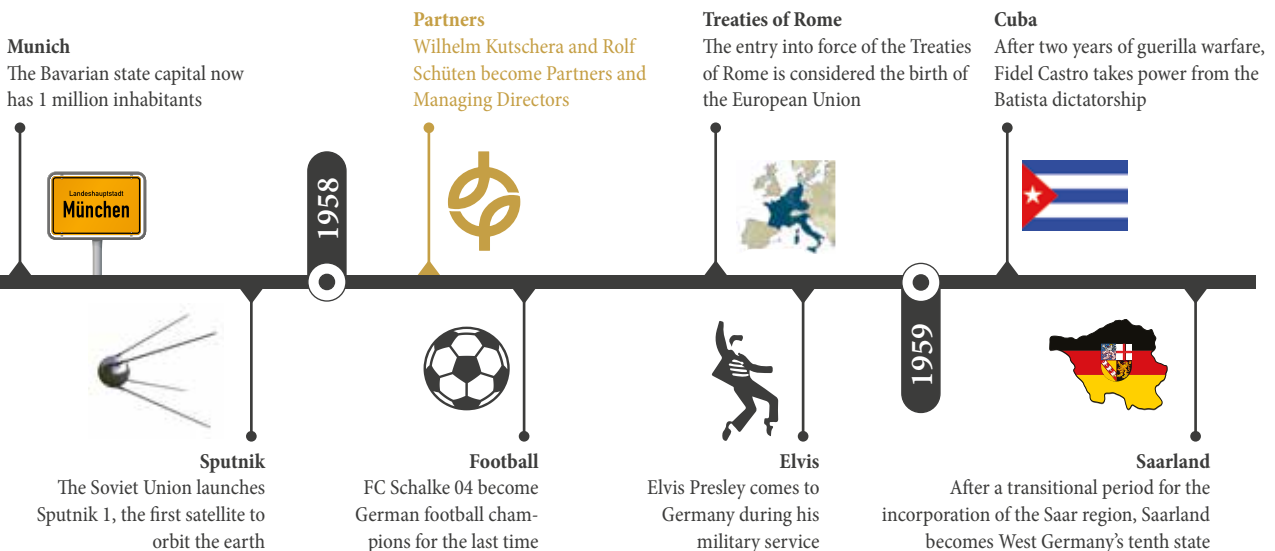 Munich
The Bavarian state capital now
has 1 million inhabitants
Landeshauptstadt
München
Sputnik
The Soviet Union launches
Sputnik 1, the first satellite to
orbit the earth
1958
Partners
Wilhelm Kutschera and Rolf
Schüten become Partners and
Managing Directors
Football
FC Schalke 04 become
German football cham-
pions for the last time
Treaties of Rome
The entry into force of the Treaties
of Rome is considered the birth of
the European Union
Elvis
Elvis Presley comes to
Germany during his
military service
1959
Cuba
After two years of guerilla warfare,
Fidel Castro takes power from the
Batista dictatorship
Saarland
After a transitional period for the
incorporation of the Saar region, Saarland
becomes West Germany's tenth state